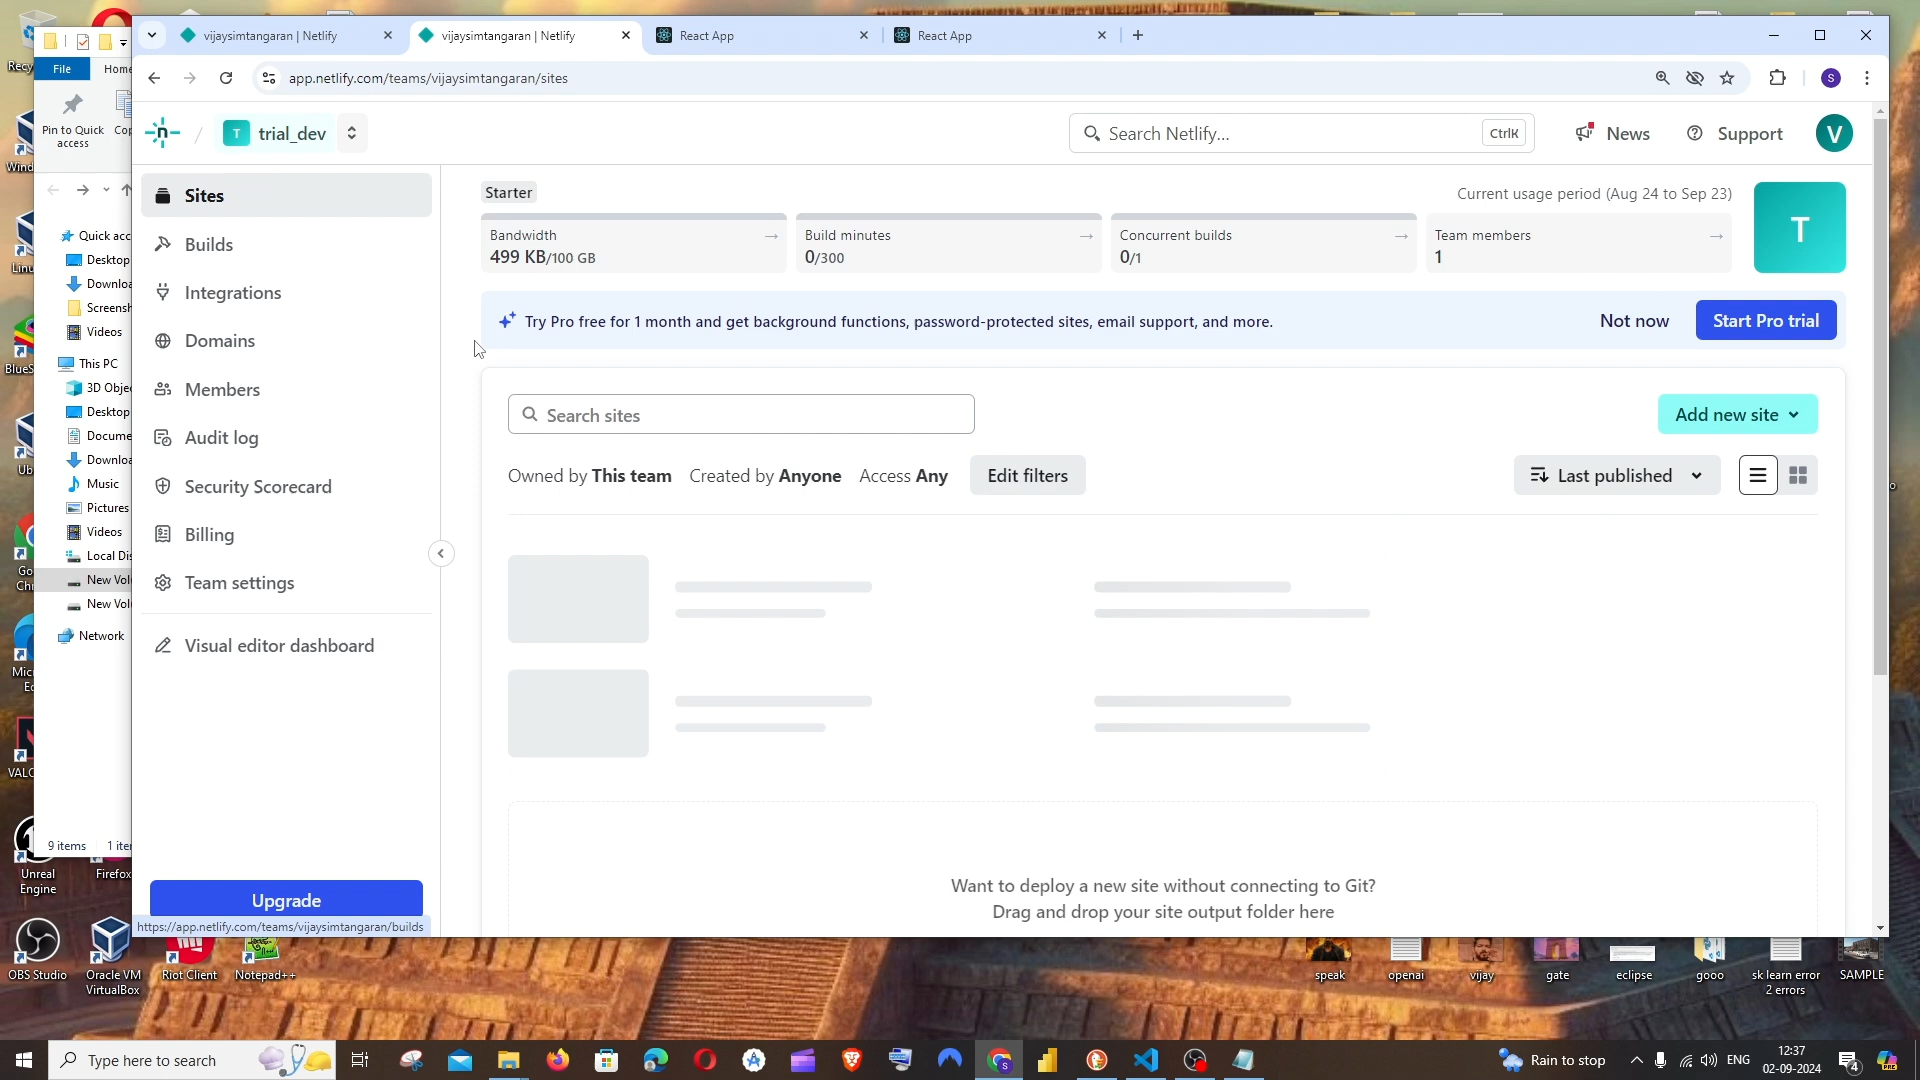 vijaysimtangaran | Netlify
vijaysimtangaran | Netlify
React App
React App
app.netlify.com/teams/vijaysimtangaran/sites
S
File
Home
Pin to Quick
access
trial_dev
T
Search Netlify...
CtrlK
News
Support
V
Sites
Builds
Integrations
Domains
Members
Audit log
Security Scorecard
Billing
Team settings
Visual editor dashboard
Upgrade
https://app.netlify.com/teams/vijaysimtangaran/builds
Starter
Current usage period (Aug 24 to Sep 23)
Bandwidth →
499 KB/100 GB
Build minutes →
0/300
Concurrent builds →
0/1
Team members →
1
T
Try Pro free for 1 month and get background functions, password-protected sites, email support, and more.
Not now
Start Pro trial
Search sites
Add new site
Owned by This team Created by Anyone Access Any
Edit filters
Last published
Want to deploy a new site without connecting to Git?
Drag and drop your site output folder here
Quick acc
Desktop
Videos
This PC
Desktop
Music
Pictures
Videos
Network
9 items
Unreal
Engine
Firefox
OBS Studio
Oracle VM
VirtualBox
Riot Client
Notepad++
speak
openai
vijay
gate
eclipse
gooo
sk learn error
2 errors
SAMPLE
Type here to search
Rain to stop
ENG
12:37
02-09-2024
4